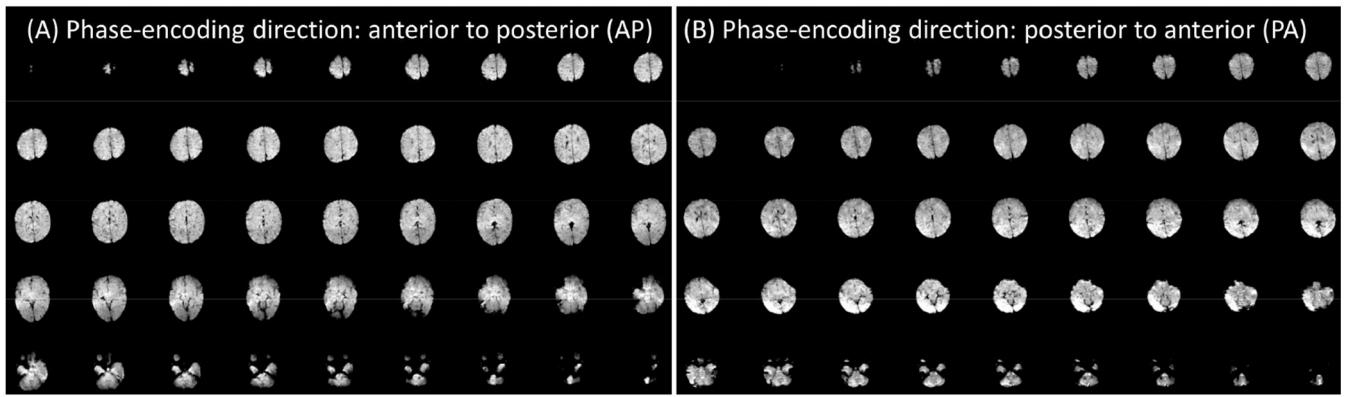 (A) Phase-encoding direction: anterior to posterior (AP)
(B) Phase-encoding direction: posterior to anterior (PA)